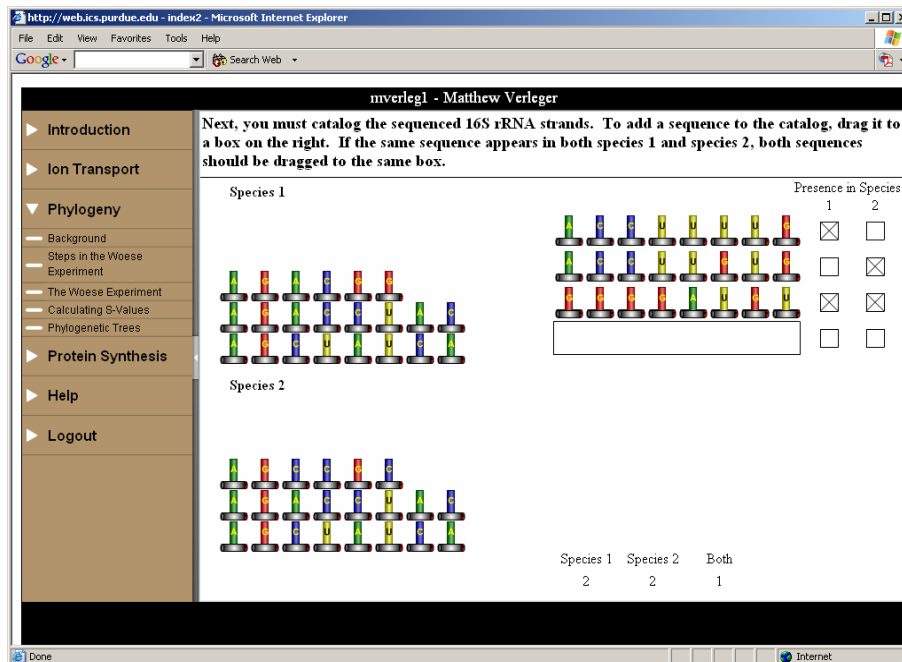 http://web.ics.purdue.edu - index2 - Microsoft Internet Explorer
File Edit View Favorites Tools Help
Google Search Web
mverleg1 - Matthew Verleger
Introduction
Ion Transport
Phylogeny
Background
Steps in the Woese
Experiment
The Woese Experiment
Calculating S-Values
Phylogenetic Trees
Protein Synthesis
Help
Logout
Next, you must catalog the sequenced 16S rRNA strands. To add a sequence to the catalog, drag it to
a box on the right. If the same sequence appears in both species 1 and species 2, both sequences
should be dragged to the same box.
Species 1
A G A C G G
A G A C C U A C
A G C U A U C A
Species 2
A G C C G C
A G A C C U A C
A G C U A U C A
Presence in Species
1 2
A C C U U U U G
A C C U U G U G
G G G G A U G U
Species 1 Species 2 Both
2 2 1
Done Internet